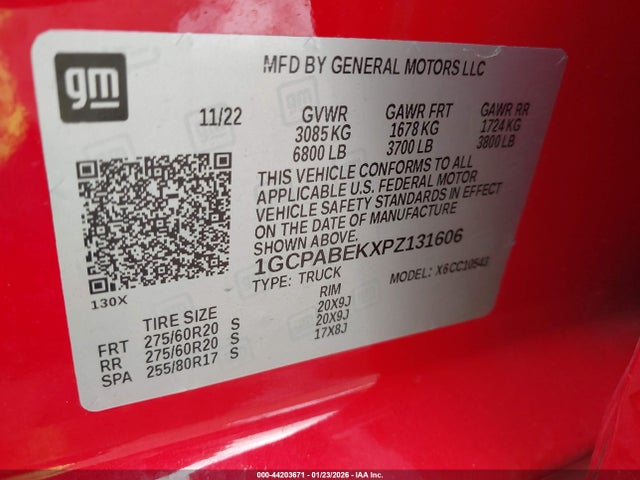 gm
MFD BY GENERAL MOTORS LLC
11/22 GVWR GAWR FRT GAWR RR
3085 KG 1678 KG 1724 KG
6800 LB 3700 LB 3800 LB
THIS VEHICLE CONFORMS TO ALL
APPLICABLE U.S. FEDERAL MOTOR
VEHICLE SAFETY STANDARDS IN EFFECT
ON THE DATE OF MANUFACTURE
SHOWN ABOVE.
1GCPABEKXPZ131606
TYPE: TRUCK MODEL: X6CC10543
130X
TIRE SIZE RIM
FRT 275/60R20 S 20X9J
RR 275/60R20 S 20X9J
SPA 255/80R17 S 17X8J
000-44203671 - 01/23/2026 - IAA Inc.